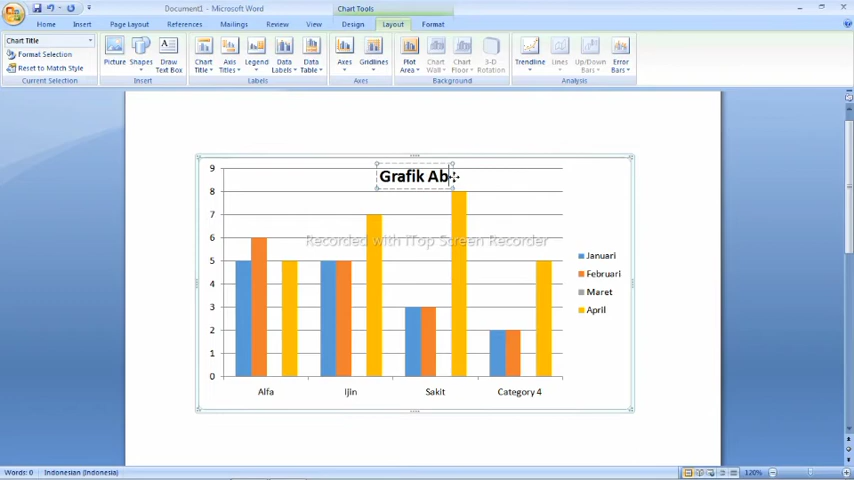 Document1 - Microsoft Word
Chart Tools
Home Insert Page Layout References Mailings Review View Design Layout Format
Chart Title
Format Selection
Reset to Match Style
Current Selection
Picture
Shapes
Draw Text Box
Insert
Chart Title
Axis Titles
Legend
Data Labels
Data Table
Labels
Axes
Gridlines
Axes
Plot Area
Chart Wall
Chart Floor
3-D Rotation
Background
Trendline
Lines
Up/Down Bars
Error Bars
Analysis
Grafik Ab
9
8
7
6
5
4
3
2
1
0
Recorded with iTop Screen Recorder
Januari
Februari
Maret
April
Alfa Ijin Sakit Category 4
Words: 0 Indonesian (Indonesia) 120%